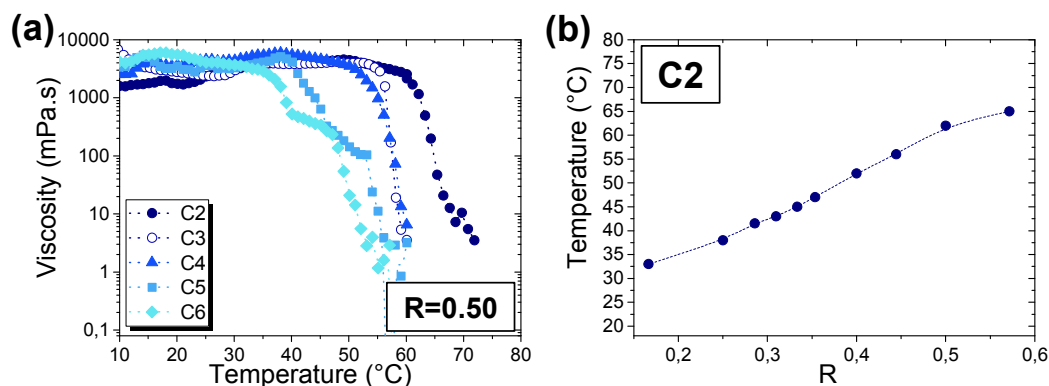 (a)
10000
1000
100
10
1
0,1
Viscosity (mPa.s)
C2
C3
C4
C5
C6
R=0.50
10 20 30 40 50 60 70 80
Temperature (°C)
(b)
80
75
70
65
60
55
50
45
40
35
30
25
20
Temperature (°C)
C2
0,2 0,3 0,4 0,5 0,6
R